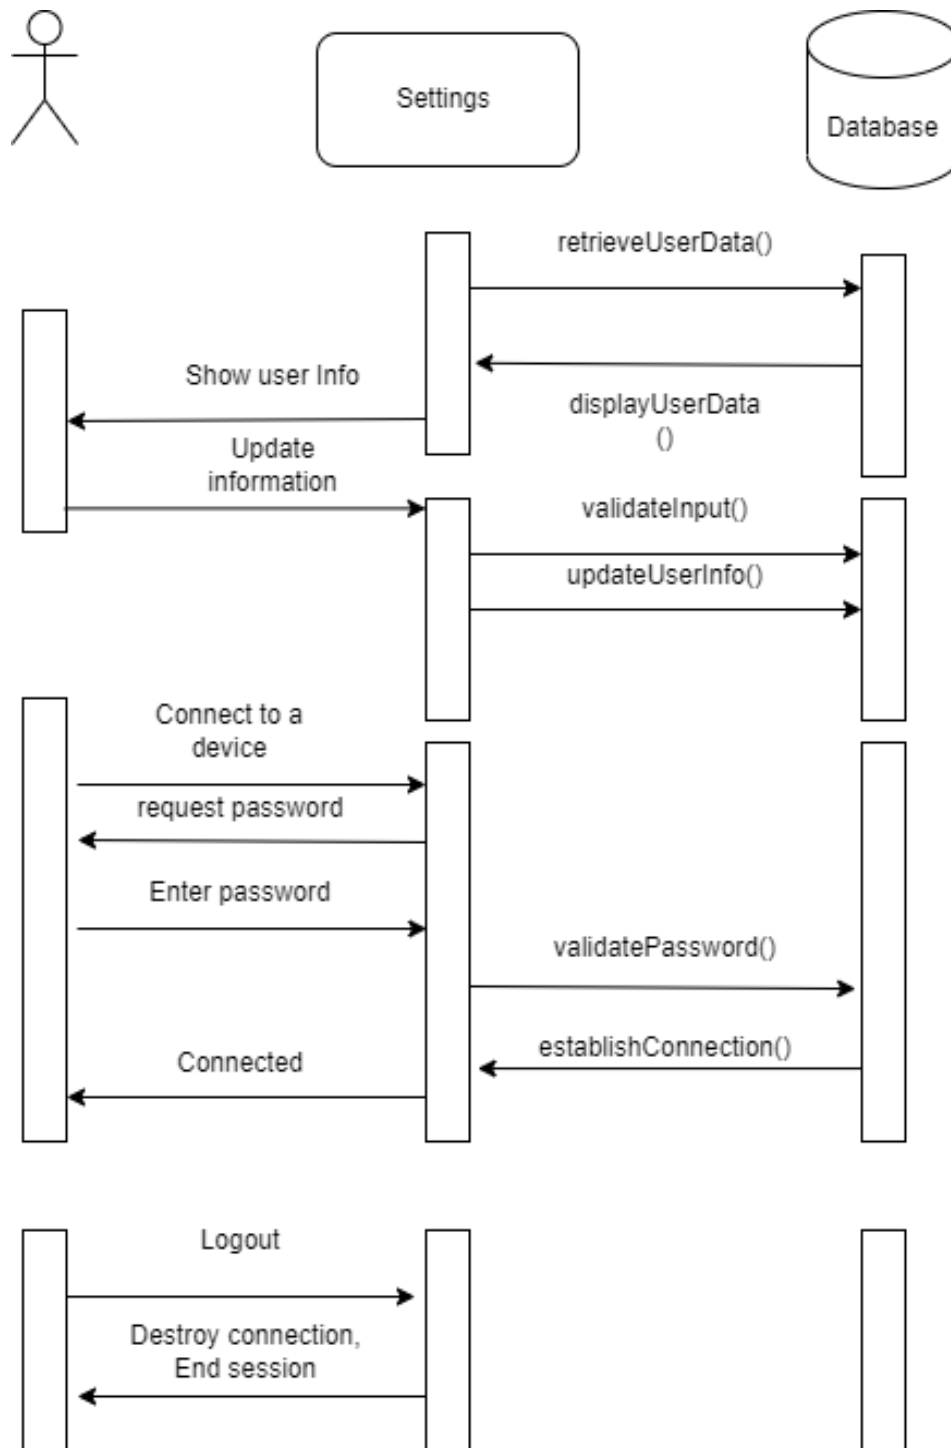 Settings
Database
retrieveUserData()
Show user Info
displayUserData
()
Update
information
validateInput()
updateUserInfo()
Connect to a
device
request password
Enter password
validatePassword()
establishConnection()
Connected
Logout
Destroy connection,
End session